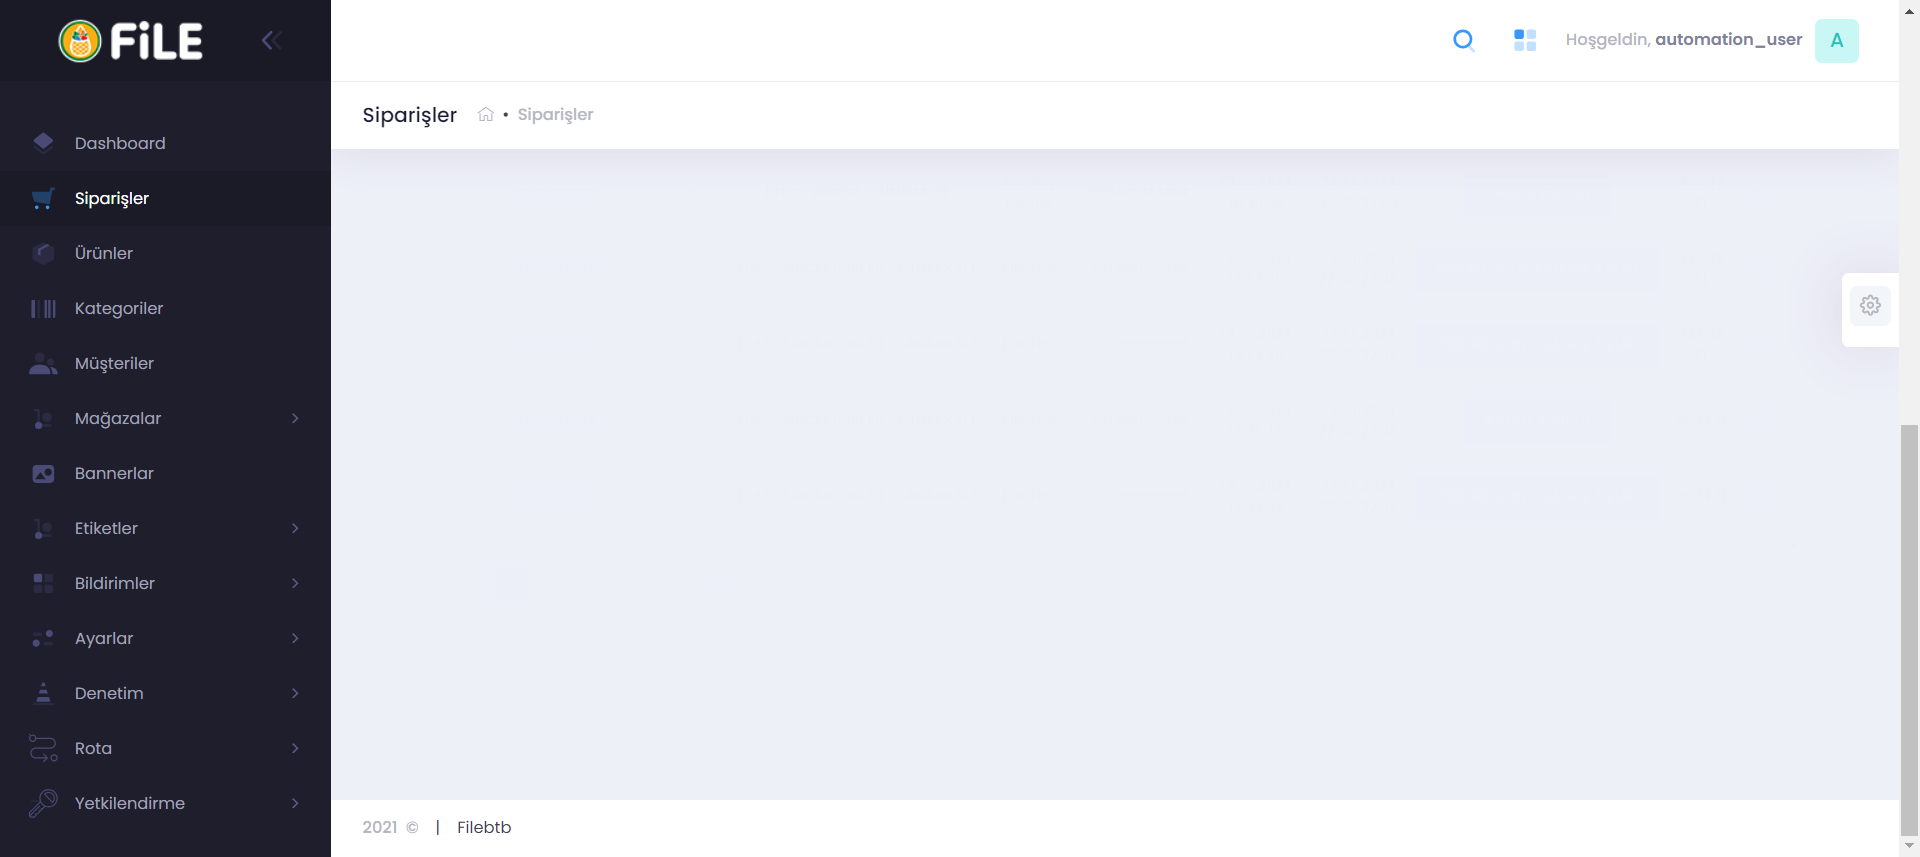 FiLE
Hoşgeldin, automation_user
A
Siparişler
• Siparişler
Dashboard
Siparişler
Ürünler
Kategoriler
Müşteriler
Mağazalar
Bannerlar
Etiketler
Bildirimler
Ayarlar
Denetim
Rota
Yetkilendirme
2021 © | Filebtb